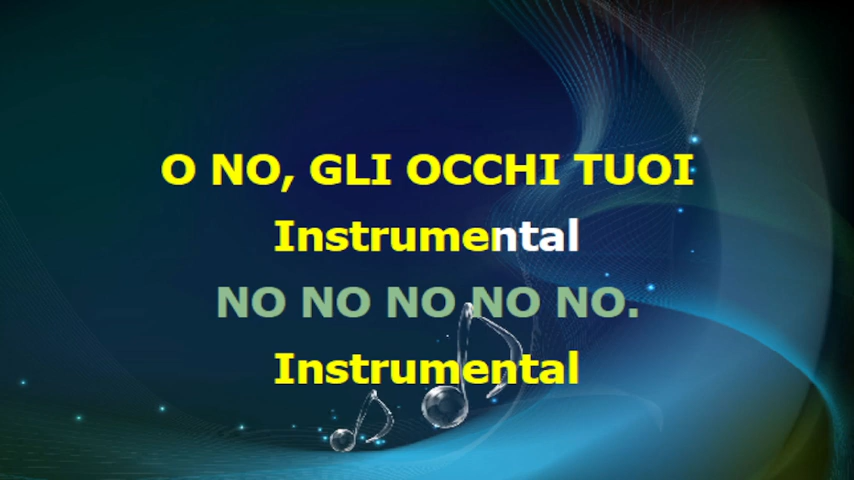 O NO, GLI OCCHI TUOI
Instrumental
NO NO NO NO NO.
Instrumental